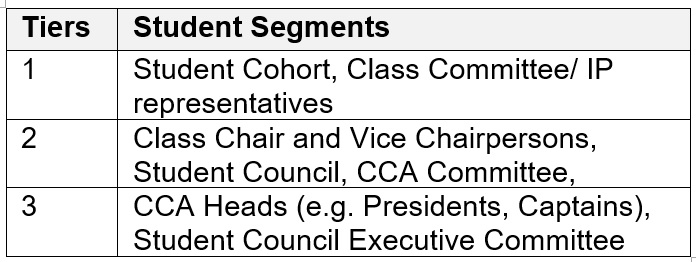 Tiers Student Segments
1 Student Cohort, Class Committee/ IP
representatives
2 Class Chair and Vice Chairpersons,
Student Council, CCA Committee,
3 CCA Heads (e.g. Presidents, Captains),
Student Council Executive Committee